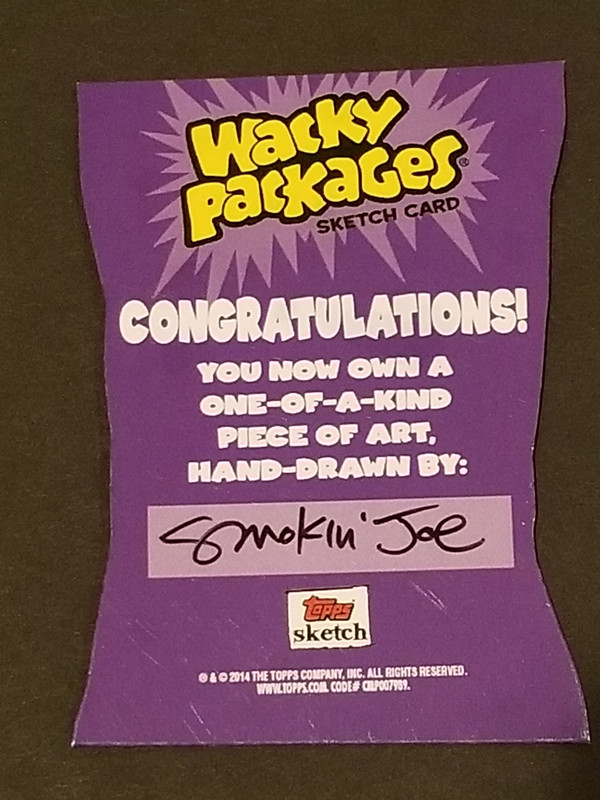 Wacky
Packages®
SKETCH CARD
CONGRATULATIONS!
YOU NOW OWN A
ONE-OF-A-KIND
PIECE OF ART,
HAND-DRAWN BY:
Smokin' Joe
topps
sketch
® & © 2014 THE TOPPS COMPANY, INC. ALL RIGHTS RESERVED.
WWW.TOPPS.COM. CODE# CMP007989.